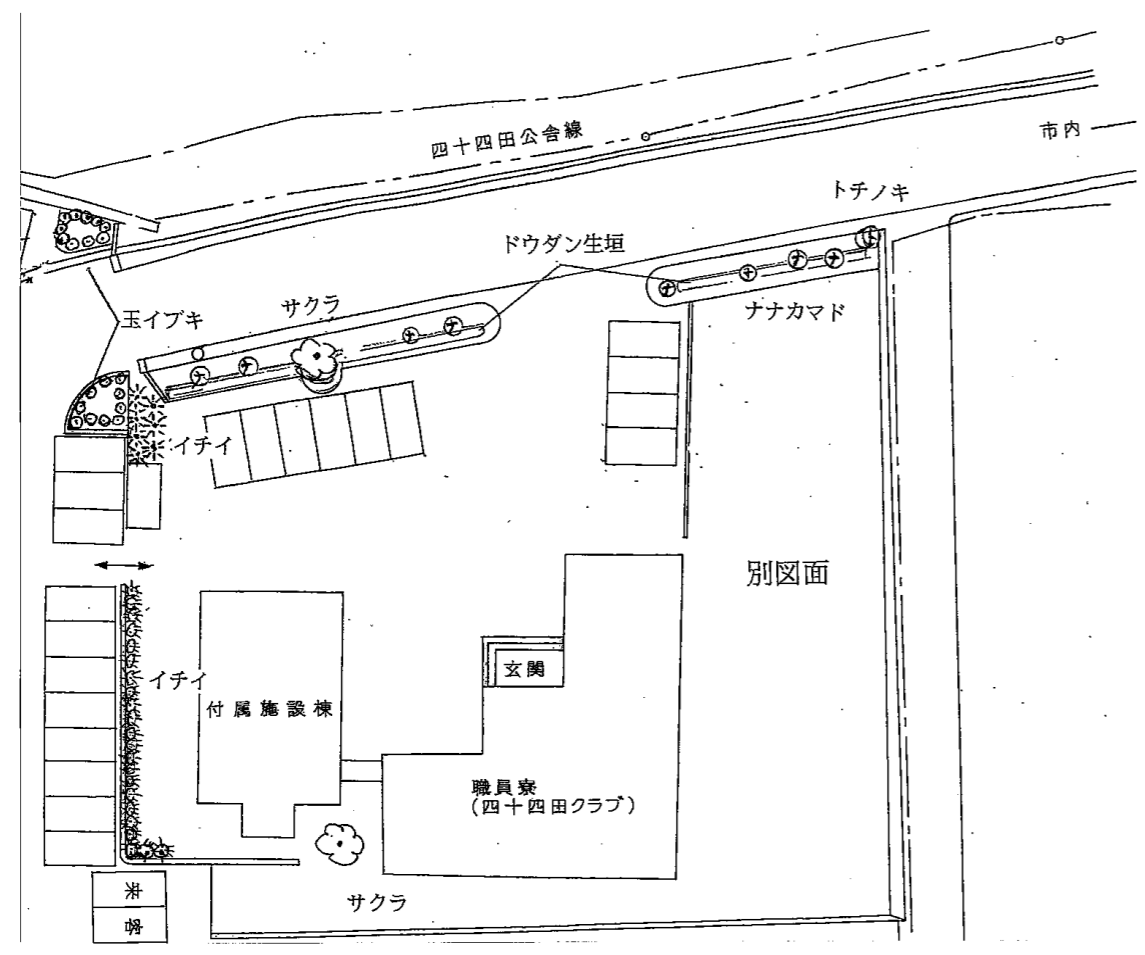 四十四田公舎線
市内
トチノキ
ドウダン生垣
ナナカマド
サクラ
玉イブキ
イチイ
別図面
玄関
イチイ
付属施設棟
職員寮
(四十四田クラブ)
サクラ
来客